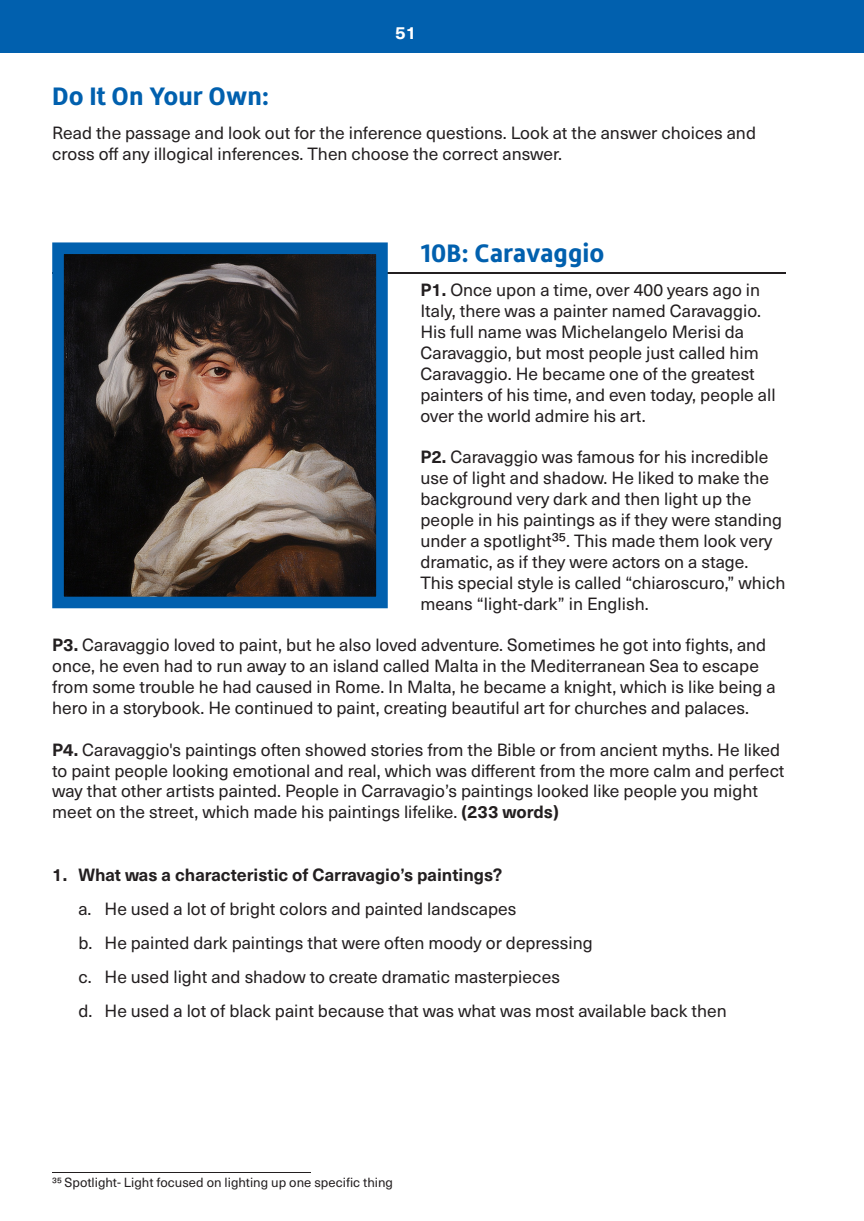 51
Do It On Your Own:
Read the passage and look out for the inference questions. Look at the answer choices and
cross off any illogical inferences. Then choose the correct answer.
10B: Caravaggio
P1. Once upon a time, over 400 years ago in
Italy, there was a painter named Caravaggio.
His full name was Michelangelo Merisi da
Caravaggio, but most people just called him
Caravaggio. He became one of the greatest
painters of his time, and even today, people all
over the world admire his art.
P2. Caravaggio was famous for his incredible
use of light and shadow. He liked to make the
background very dark and then light up the
people in his paintings as if they were standing
under a spotlight³⁵. This made them look very
dramatic, as if they were actors on a stage.
This special style is called “chiaroscuro,” which
means “light-dark” in English.
P3. Caravaggio loved to paint, but he also loved adventure. Sometimes he got into fights, and
once, he even had to run away to an island called Malta in the Mediterranean Sea to escape
from some trouble he had caused in Rome. In Malta, he became a knight, which is like being a
hero in a storybook. He continued to paint, creating beautiful art for churches and palaces.
P4. Caravaggio's paintings often showed stories from the Bible or from ancient myths. He liked
to paint people looking emotional and real, which was different from the more calm and perfect
way that other artists painted. People in Carravagio’s paintings looked like people you might
meet on the street, which made his paintings lifelike. (233 words)
1. What was a characteristic of Carravagio’s paintings?
a. He used a lot of bright colors and painted landscapes
b. He painted dark paintings that were often moody or depressing
c. He used light and shadow to create dramatic masterpieces
d. He used a lot of black paint because that was what was most available back then
³⁵ Spotlight- Light focused on lighting up one specific thing